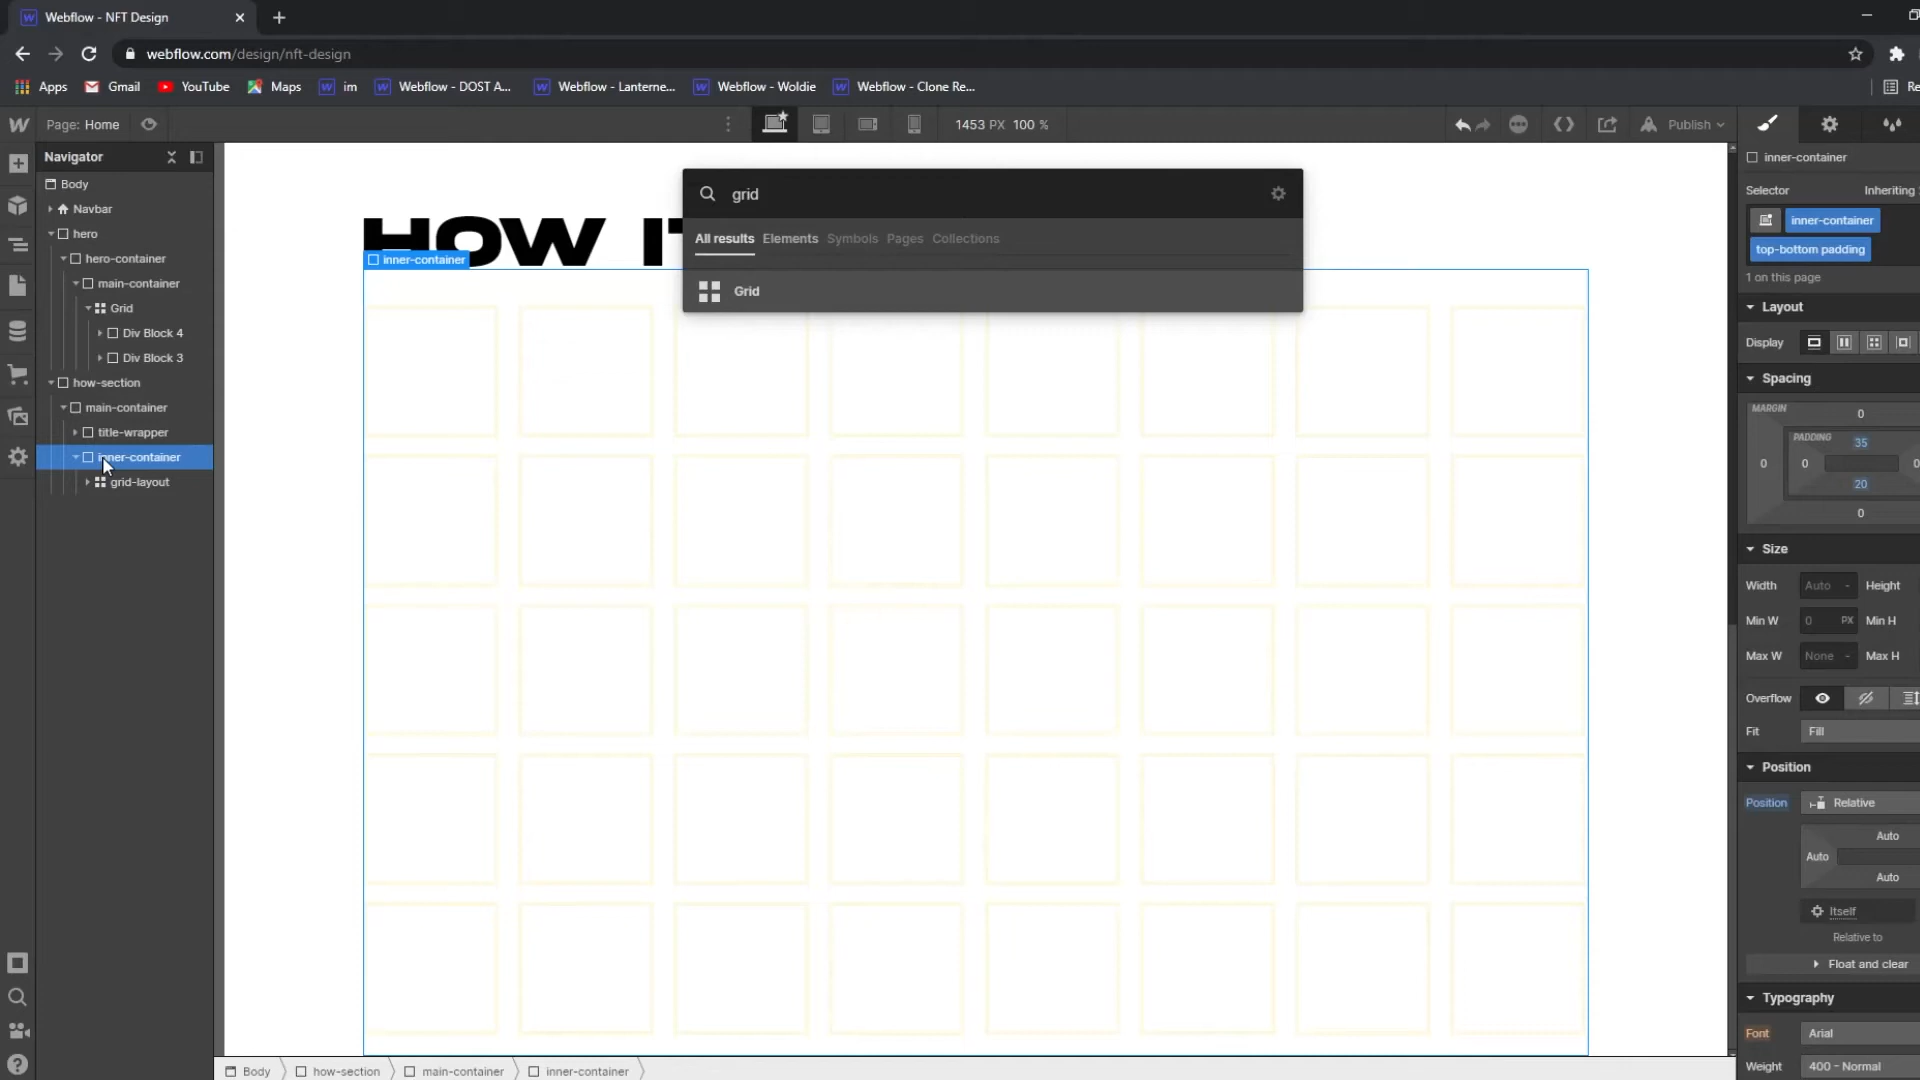 Webflow - NFT Design
webflow.com/design/nft-design
Apps Gmail YouTube Maps im Webflow - DOST A... Webflow - Lanterne... Webflow - Woldie Webflow - Clone Re... Re
Page: Home 1453 PX 100 % Publish
Navigator
Body
Navbar
hero
hero-container
main-container
Grid
Div Block 4
Div Block 3
how-section
main-container
title-wrapper
inner-container
grid-layout
HOW IT
inner-container
grid
All results Elements Symbols Pages Collections
Grid
inner-container
Selector Inheriting
inner-container
top-bottom padding
1 on this page
Layout
Display
Spacing
MARGIN 0
PADDING 35
0 0 0
20
0
Size
Width Auto - Height
Min W 0 PX Min H
Max W None - Max H
Overflow
Fit Fill
Position
Position Relative
Auto
Auto
Auto
Itself
Relative to
Float and clear
Typography
Font Arial
Weight 400 - Normal
Body how-section main-container inner-container